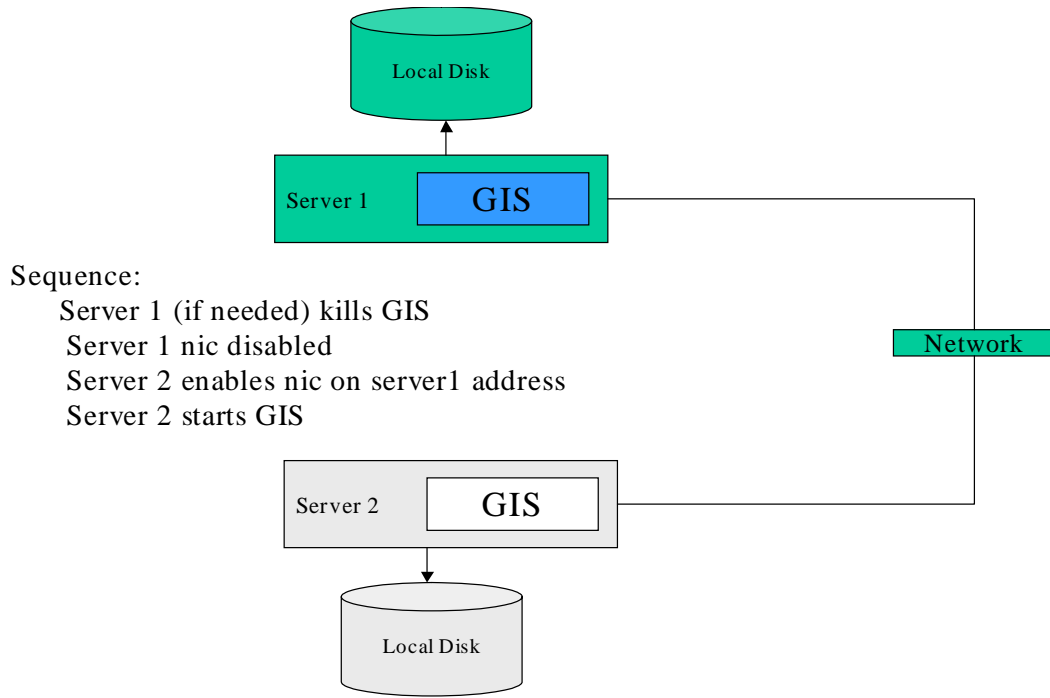 Local Disk
Server 1
GIS
Sequence:
Server 1 (if needed) kills GIS
Server 1 nic disabled
Server 2 enables nic on server1 address
Server 2 starts GIS
Network
Server 2
GIS
Local Disk